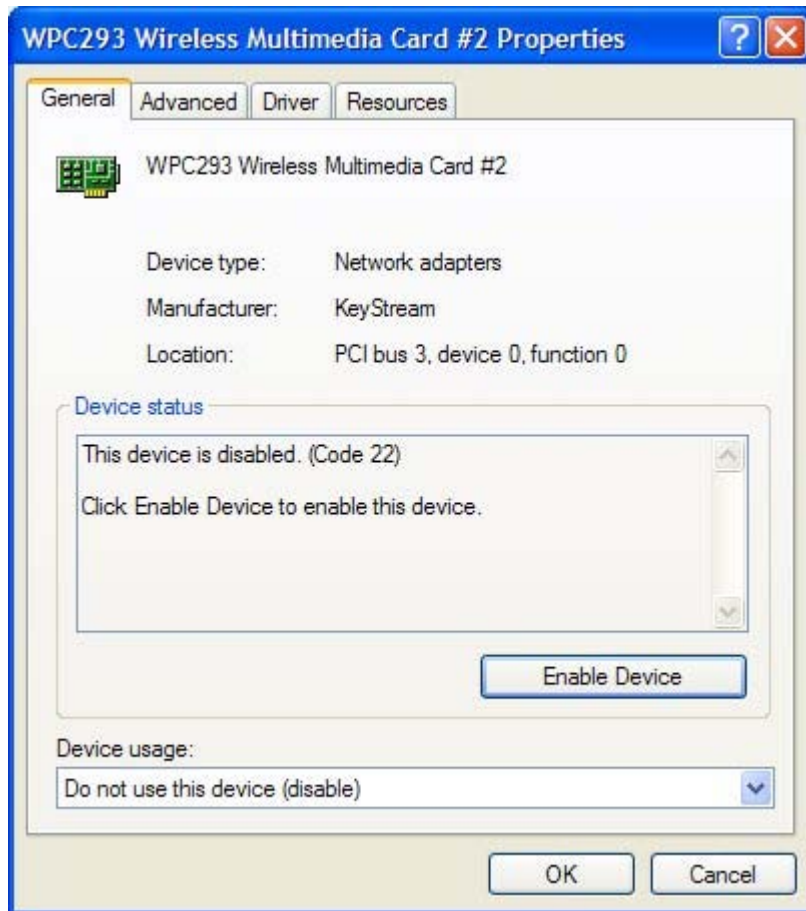 WPC293 Wireless Multimedia Card #2 Properties
General Advanced Driver Resources
WPC293 Wireless Multimedia Card #2
Device type: Network adapters
Manufacturer: KeyStream
Location: PCI bus 3, device 0, function 0
Device status
This device is disabled. (Code 22)
Click Enable Device to enable this device.
Enable Device
Device usage:
Do not use this device (disable)
OK Cancel